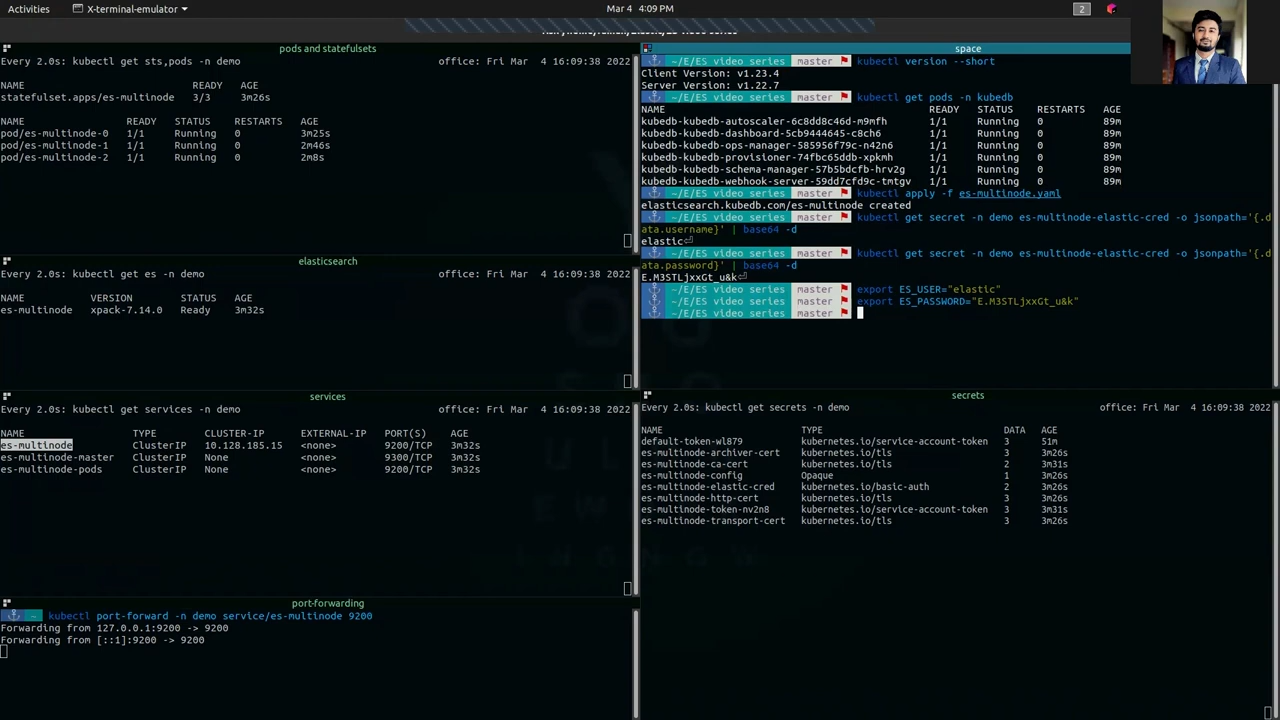 Activities X-terminal-emulator Mar 4 4:09 PM 2
pods and statefulsets
Every 2.0s: kubectl get sts,pods -n demo office: Fri Mar 4 16:09:38 2022
NAME READY AGE
statefulset.apps/es-multinode 3/3 3m26s
NAME READY STATUS RESTARTS AGE
pod/es-multinode-0 1/1 Running 0 3m25s
pod/es-multinode-1 1/1 Running 0 2m46s
pod/es-multinode-2 1/1 Running 0 2m8s
elasticsearch
Every 2.0s: kubectl get es -n demo office: Fri Mar 4 16:09:38 2022
NAME VERSION STATUS AGE
es-multinode xpack-7.14.0 Ready 3m32s
services
Every 2.0s: kubectl get services -n demo office: Fri Mar 4 16:09:38 2022
NAME TYPE CLUSTER-IP EXTERNAL-IP PORT(S) AGE
es-multinode ClusterIP 10.128.185.15 <none> 9200/TCP 3m32s
es-multinode-master ClusterIP None <none> 9300/TCP 3m32s
es-multinode-pods ClusterIP None <none> 9200/TCP 3m32s
port-forwarding
~ kubectl port-forward -n demo service/es-multinode 9200
Forwarding from 127.0.0.1:9200 -> 9200
Forwarding from [::1]:9200 -> 9200
space
~/E/ES video series master kubectl version --short
Client Version: v1.23.4
Server Version: v1.22.7
~/E/ES video series master kubectl get pods -n kubedb
NAME READY STATUS RESTARTS AGE
kubedb-kubedb-autoscaler-6c8dd8c46d-m9mfh 1/1 Running 0 89m
kubedb-kubedb-dashboard-5cb9444645-c8ch6 1/1 Running 0 89m
kubedb-kubedb-ops-manager-585956f79c-n42n6 1/1 Running 0 89m
kubedb-kubedb-provisioner-74fbc65ddb-xpkmh 1/1 Running 0 89m
kubedb-kubedb-schema-manager-57b5bdcfb-hrv2g 1/1 Running 0 89m
kubedb-kubedb-webhook-server-59dd7cfd9c-tmtgv 1/1 Running 0 89m
~/E/ES video series master kubectl apply -f es-multinode.yaml
elasticsearch.kubedb.com/es-multinode created
~/E/ES video series master kubectl get secret -n demo es-multinode-elastic-cred -o jsonpath='{.d
ata.username}' | base64 -d
elastic⏎
~/E/ES video series master kubectl get secret -n demo es-multinode-elastic-cred -o jsonpath='{.d
ata.password}' | base64 -d
E.M3STLjxxGt_u&k⏎
~/E/ES video series master export ES_USER="elastic"
~/E/ES video series master export ES_PASSWORD="E.M3STLjxxGt_u&k"
~/E/ES video series master
secrets
Every 2.0s: kubectl get secrets -n demo office: Fri Mar 4 16:09:38 2022
NAME TYPE DATA AGE
default-token-wl879 kubernetes.io/service-account-token 3 51m
es-multinode-archiver-cert kubernetes.io/tls 3 3m26s
es-multinode-ca-cert kubernetes.io/tls 2 3m31s
es-multinode-config Opaque 1 3m26s
es-multinode-elastic-cred kubernetes.io/basic-auth 2 3m26s
es-multinode-http-cert kubernetes.io/tls 3 3m26s
es-multinode-token-nv2n8 kubernetes.io/service-account-token 3 3m31s
es-multinode-transport-cert kubernetes.io/tls 3 3m26s